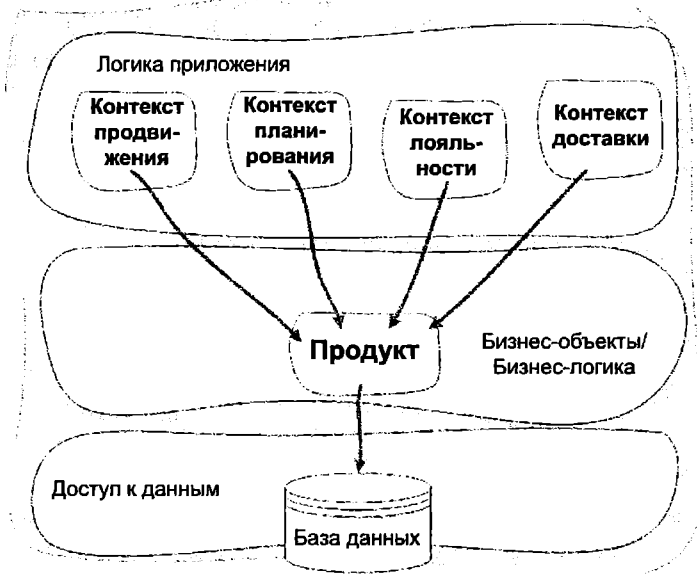 Логика приложения
Контекст
продви-
жения
Контекст
плани-
рования
Контекст
лояль-
ности
Контекст
доставки
Продукт
Бизнес-объекты/
Бизнес-логика
Доступ к данным
База данных